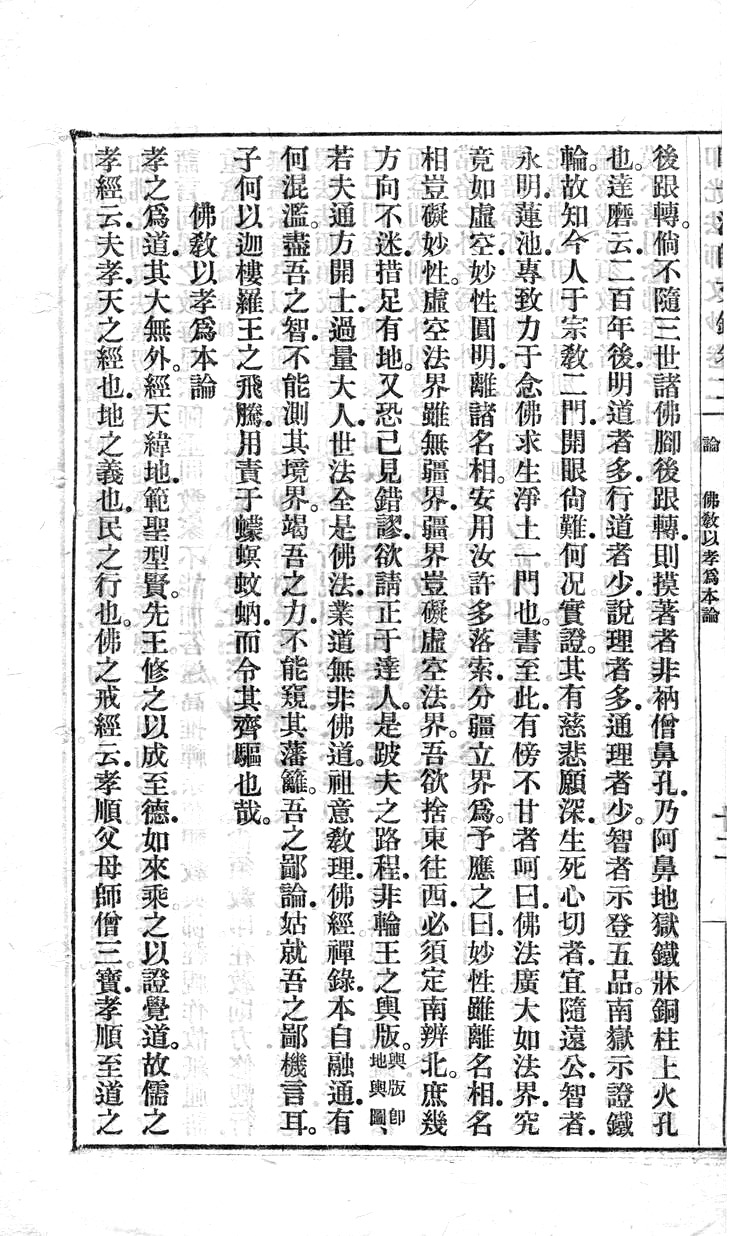 論　佛敎以孝爲本論
十二
後跟轉。倘不隨三世諸佛腳後跟轉。則摸著者非衲僧鼻孔。乃阿鼻地獄鐵牀銅柱上火孔
也。達磨云。二百年後。明道者多。行道者少。說理者多。通理者少。智者示登五品。南獄示證鐵
輪。故知今人于宗敎二門。開眼尙難。何況實證。其有慈悲願深。生死心切者。宜隨遠公。智者。
永明。蓮池。專致力于念佛求生淨土一門也。書至此。有傍不甘者呵曰。佛法廣大如法界。究
竟如虛空。妙性圓明。離諸名相。安用汝許多落索。分疆立界爲。予應之曰。妙性雖離名相。名
相豈礙妙性。虛空法界雖無疆界。疆界豈礙虛空法界。吾欲捨東往西。必須定南辨北。庶幾
方向不迷。措足有地。又恐己見錯謬。欲請正于達人。是跛夫之路程。非輪王之輿版。輿版卽地輿圖、
若夫通方開士。過量大人。世法全是佛法。業道無非佛道。祖意敎理。佛經禪錄。本自融通。有
何混濫。盡吾之智。不能測其境界。竭吾之力。不能窺其藩籬。吾之鄙論。姑就吾之鄙機言耳。
子何以迦樓羅王之飛騰。用責于蠓螟蚊蚋。而令其齊驅也哉。
佛敎以孝爲本論
孝之爲道。其大無外。經天緯地。範聖型賢。先王修之以成至德。如來乘之以證覺道。故儒之
孝經云。夫孝。天之經也。地之義也。民之行也。佛之戒經云。孝順父母師僧三寶。孝順至道之